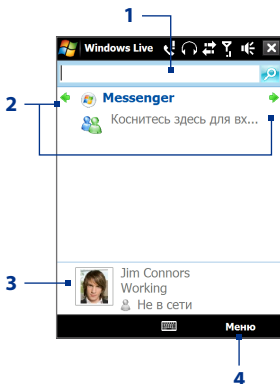 1
Windows Live
2
Messenger
Коснитесь здесь для вх...
3
Jim Connors
Working
Не в сети
Меню
4